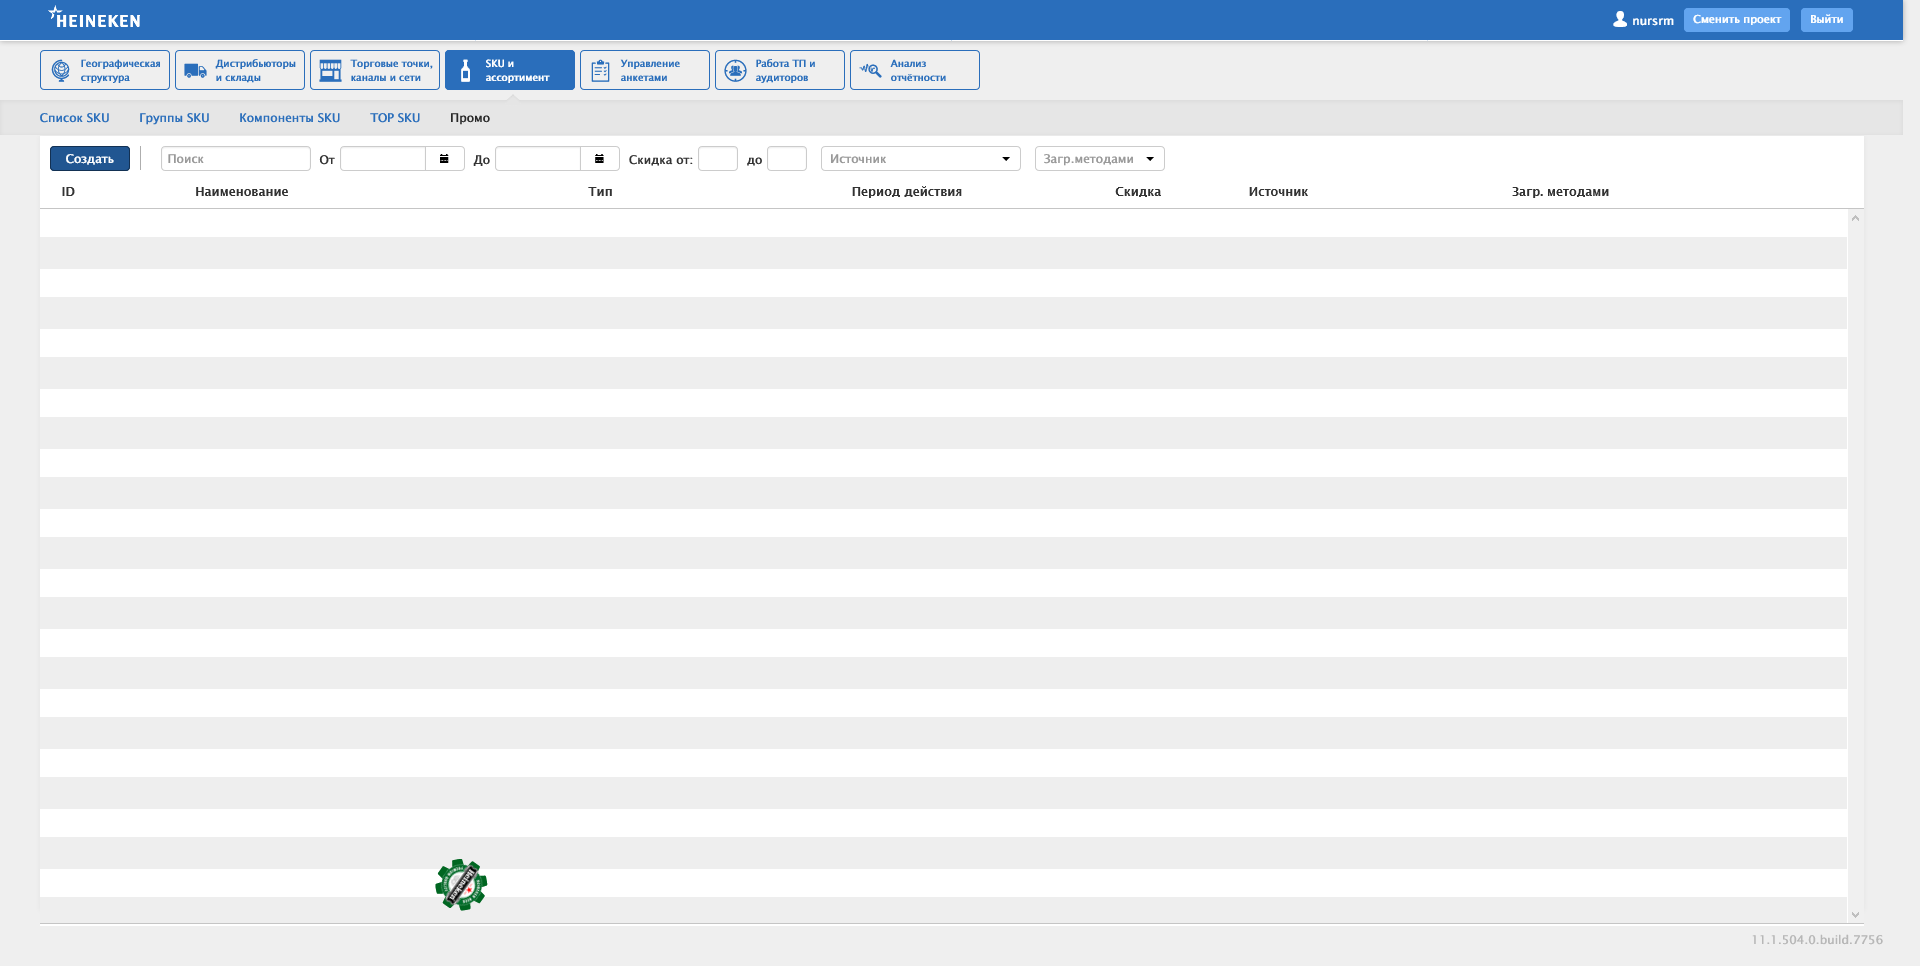 HEINEKEN
nursrm
Сменить проект
Выйти
Географическая
структура
Дистрибьюторы
и склады
Торговые точки,
каналы и сети
SKU и
ассортимент
Управление
анкетами
Работа ТП и
аудиторов
Анализ
отчётности
Список SKU
Группы SKU
Компоненты SKU
TOP SKU
Промо
Создать
Поиск
От
До
Скидка от:
до
Источник
Загр.методами
ID
Наименование
Тип
Период действия
Скидка
Источник
Загр. методами
Heineken
11.1.504.0.build.7756